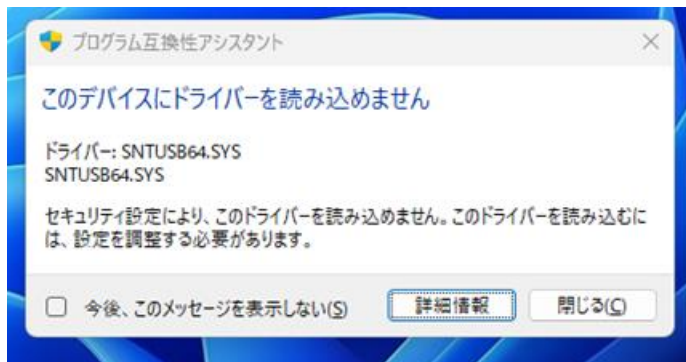 プログラム互換性アシスタント
このデバイスにドライバーを読み込めません
ドライバー: SNTUSB64.SYS
SNTUSB64.SYS
セキュリティ設定により、このドライバーを読み込めません。このドライバーを読み込むに
は、設定を調整する必要があります。
今後、このメッセージを表示しない(S)
詳細情報
閉じる(C)